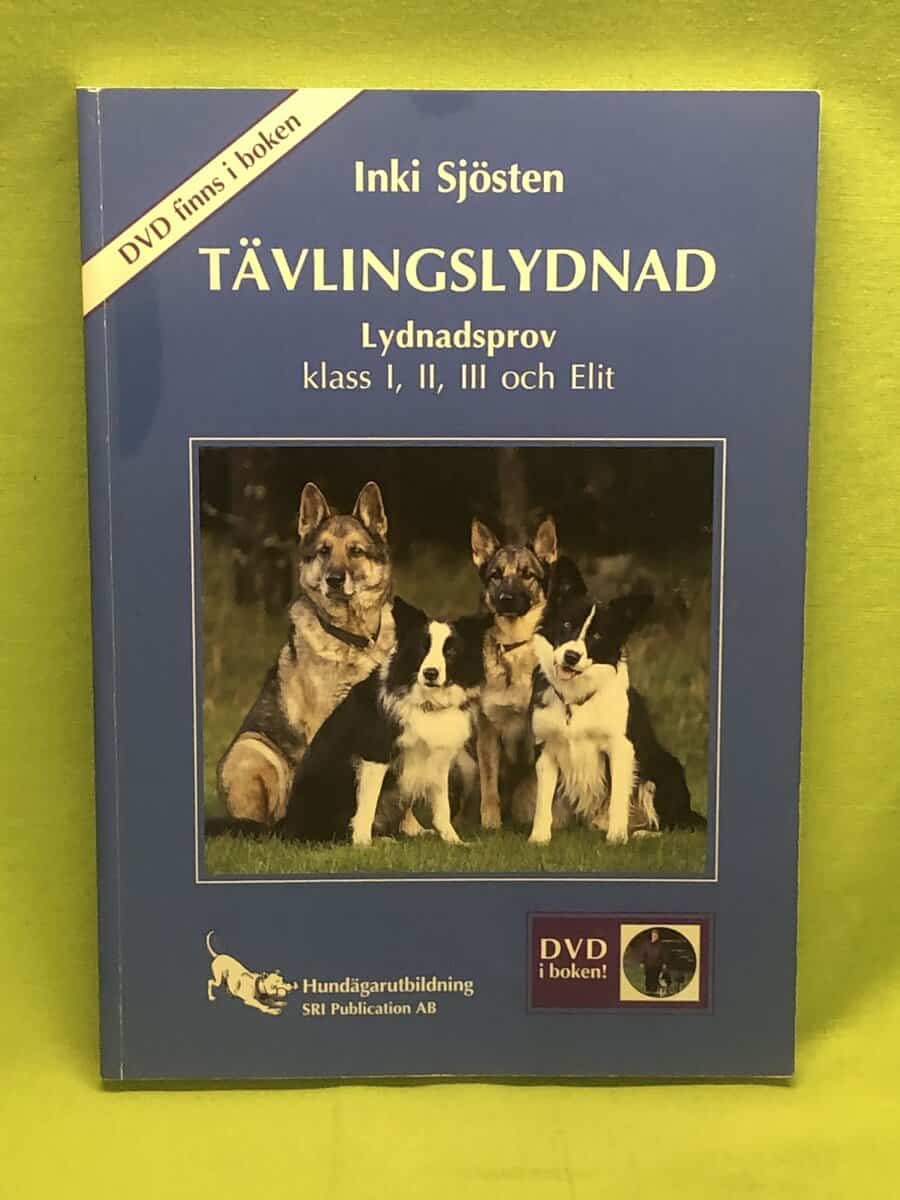 DVD finns i boken
Inki Sjösten
TÄVLINGSLYDNAD
Lydnadsprov
klass I, II, III och Elit
Hundägarutbildning
SRI Publication AB
DVD
i boken!